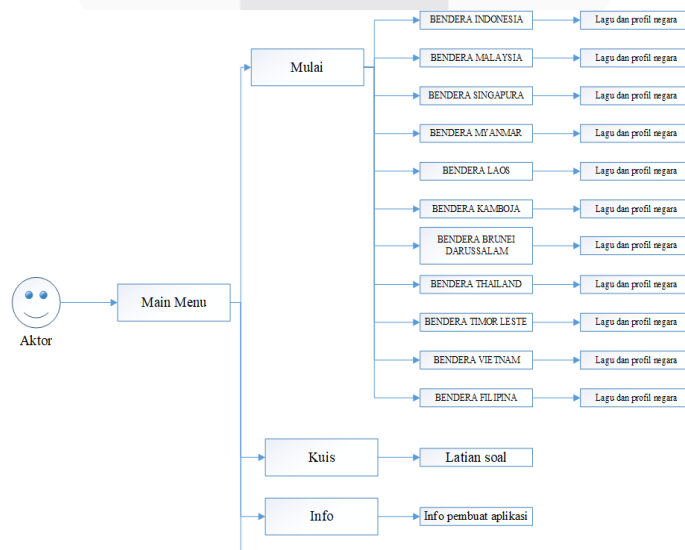 BENDERA INDONESIA
Lagu dan profil negara
Mulai
BENDERA MALAYSIA
Lagu dan profil negara
BENDERA SINGAPURA
Lagu dan profil negara
BENDERA MYANMAR
Lagu dan profil negara
BENDERA LAOS
Lagu dan profil negara
BENDERA KAMBOJA
Lagu dan profil negara
BENDERA BRUNEI
DARUSSALAM
Lagu dan profil negara
BENDERA THAILAND
Lagu dan profil negara
Main Menu
Aktor
BENDERA TIMOR LESTE
Lagu dan profil negara
BENDERA VIETNAM
Lagu dan profil negara
BENDERA FILIPINA
Lagu dan profil negara
Kuis
Latian soal
Info
Info pembuat aplikasi